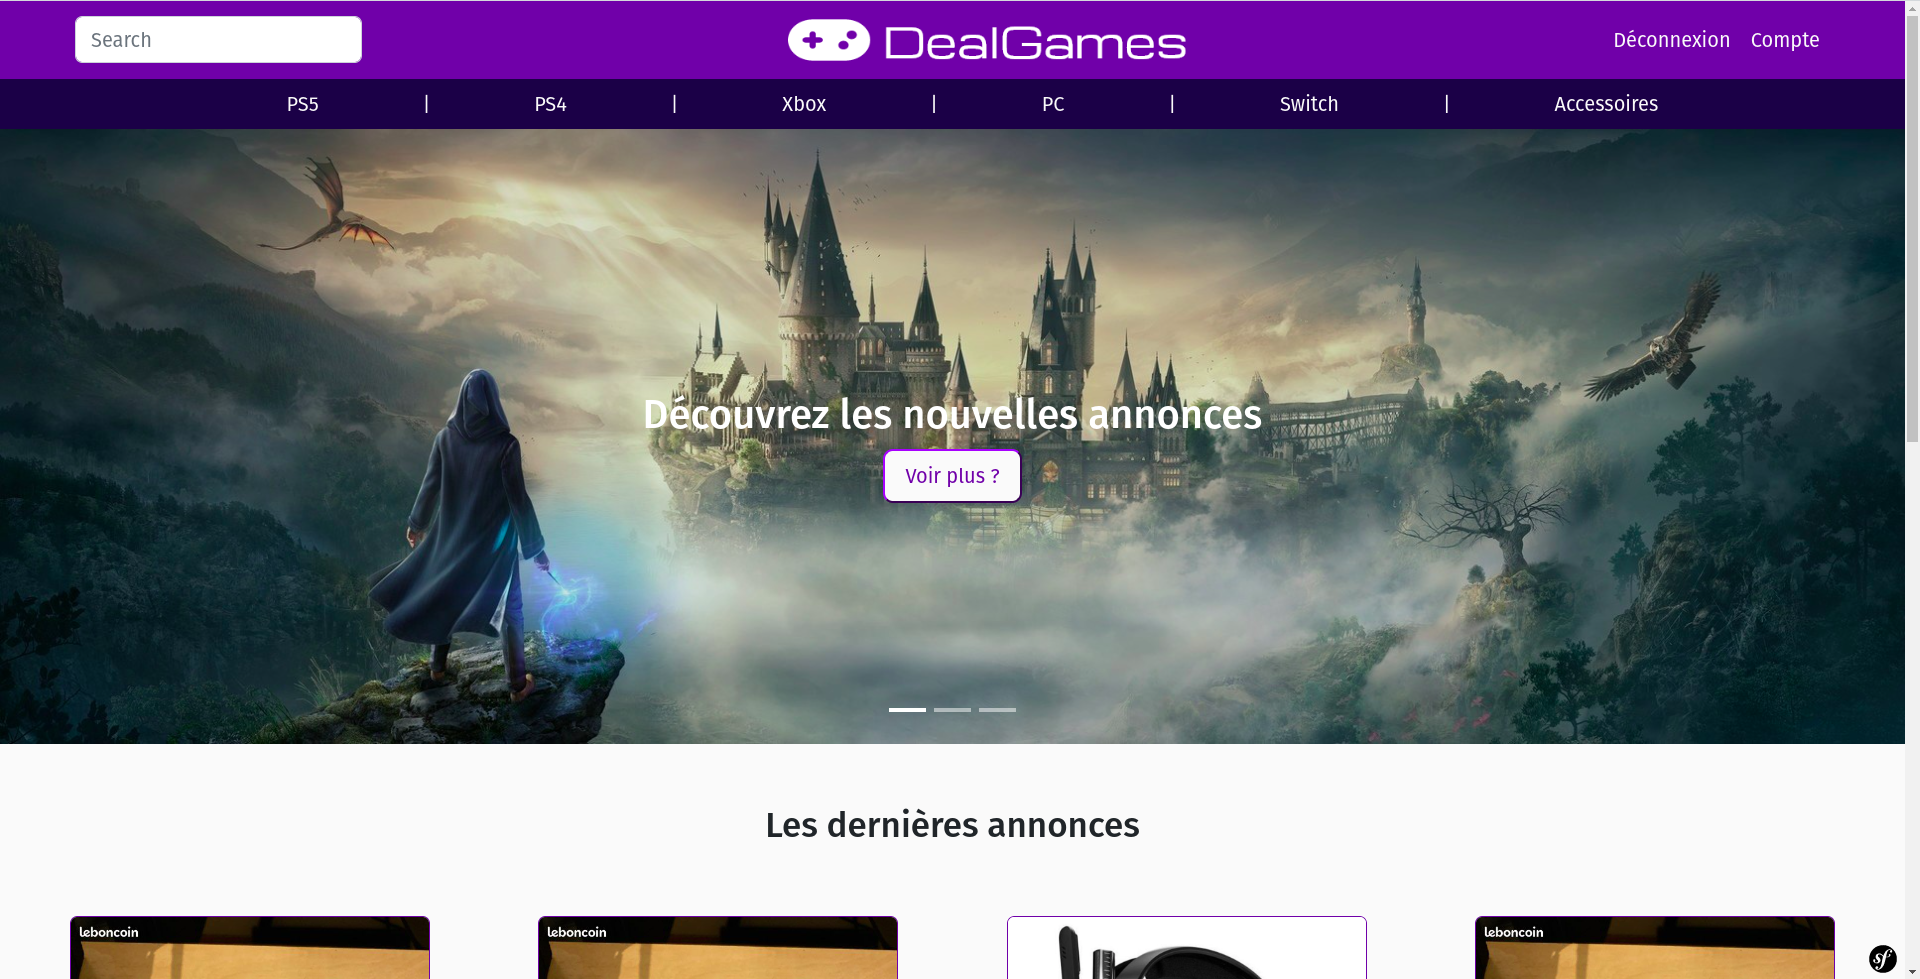 Search
DealGames
Déconnexion Compte
PS5 | PS4 | Xbox | PC | Switch | Accessoires
Découvrez les nouvelles annonces
Voir plus ?
Les dernières annonces
leboncoin
leboncoin
leboncoin
sf